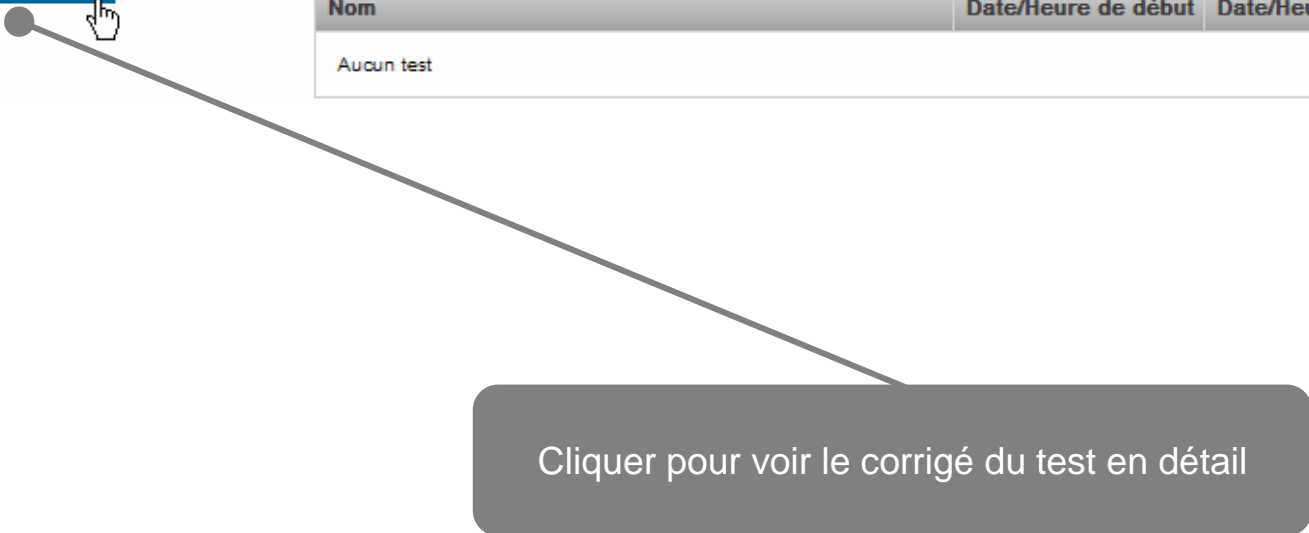 Nom Date/Heure de début
Aucun test
Cliquer pour voir le corrigé du test en détail